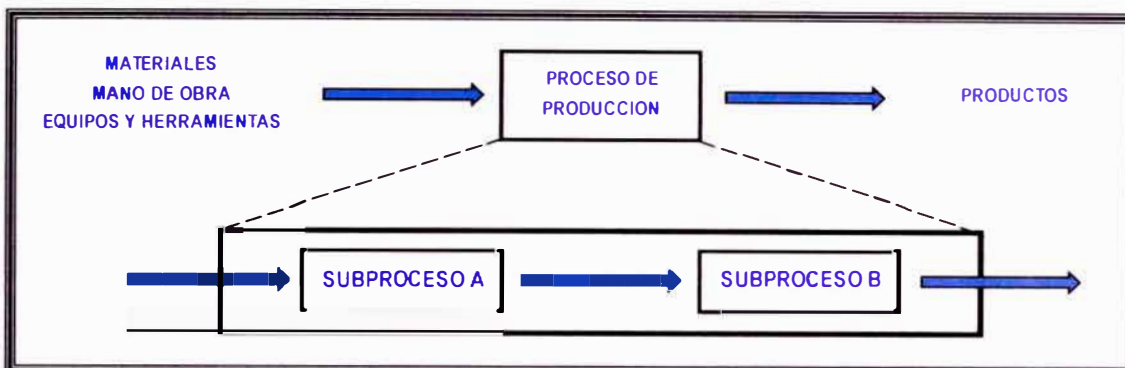 MATERIALES
MANO DE OBRA
EQUIPOS Y HERRAMIENTAS
PROCESO DE
PRODUCCION
PRODUCTOS
SUBPROCESO A
SUBPROCESO B